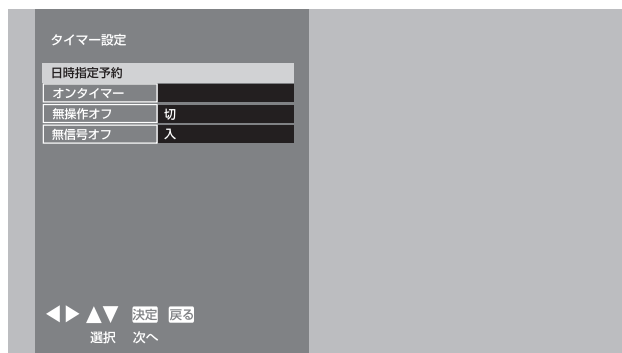 タイマー設定
日時指定予約
オンタイマー
無操作オフ 切
無信号オフ 入
決定 戻る
選択 次へ